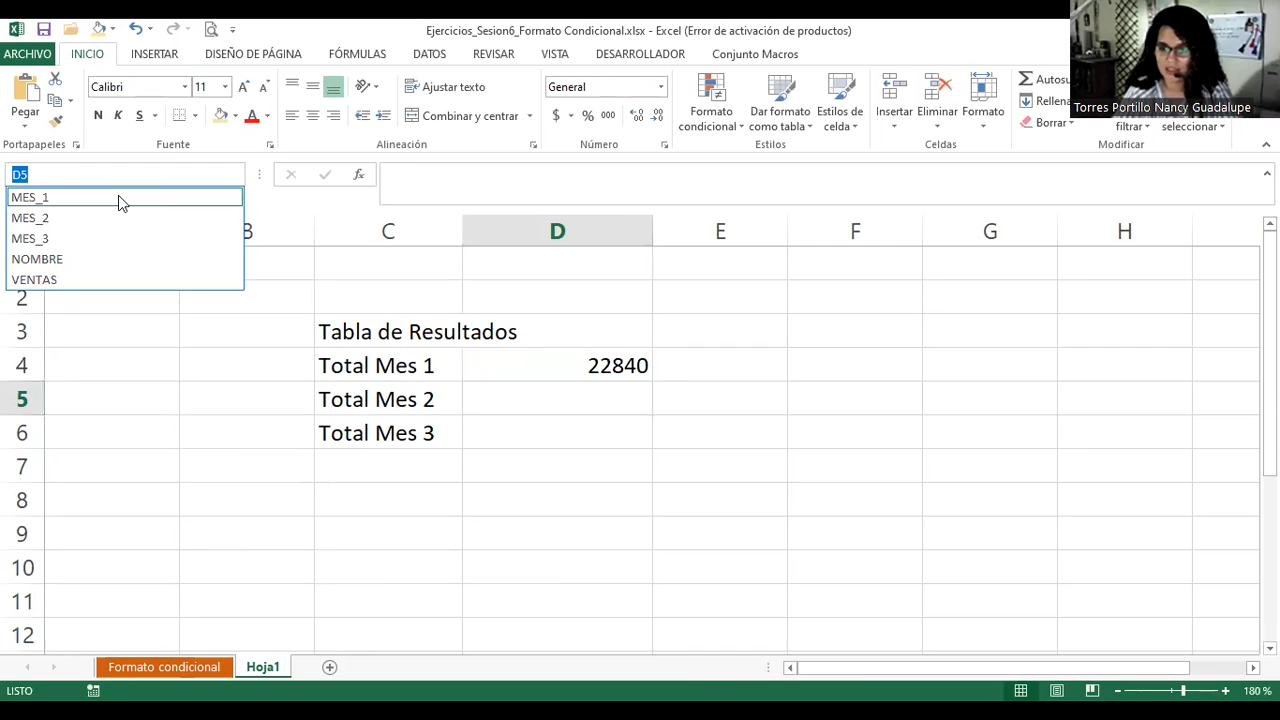 Ejercicios_Sesion6_Formato Condicional.xlsx - Excel (Error de activación de productos)
ARCHIVO INICIO INSERTAR DISEÑO DE PÁGINA FÓRMULAS DATOS REVISAR VISTA DESARROLLADOR Conjunto Macros
Pegar
Calibri 11
N K S A
Ajustar texto
Combinar y centrar
General
$ % 000
Formato condicional
Dar formato como tabla
Estilos de celda
Insertar
Eliminar
Formato
Autosu
Rellena
Borrar
filtrar
seleccionar
Torres Portillo Nancy Guadalupe
Portapapeles Fuente Alineación Número Estilos Celdas Modificar
D5
fx
MES_1
MES_2
MES_3
NOMBRE
VENTAS
B C D E F G H
2
3 Tabla de Resultados
4 Total Mes 1 22840
5 Total Mes 2
6 Total Mes 3
7
8
9
10
11
12
Formato condicional Hoja1
LISTO 180 %